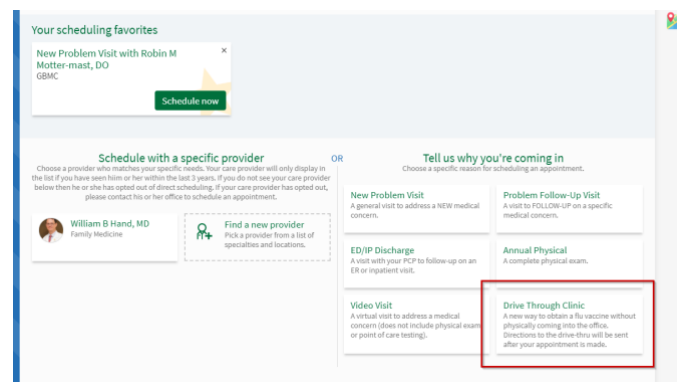 Your scheduling favorites
New Problem Visit with Robin M
Motter-mast, DO
GBMC
Schedule now
Schedule with a specific provider
Choose a provider who matches your specific needs. Your care provider will only display in
the list if you have seen hiim or her within the last 3 years. If you do not see your care provider
below then he or she has opted out of direct scheduling. If your care provider has opted out,
please contact his or her office to schedule an appointment.
William B Hand, MD
Family Medicine
Find a new provider
Pick a provider from a list of
specialties and locations.
OR
Tell us why you're coming in
Choose a specific reason for scheduling an appointment.
New Problem Visit
A general visit to address a NEW medical
concern.
Problem Follow-Up Visit
A visit to FOLLOW-UP on a specific
medical concern.
ED/IP Discharge
A visit with your PCP to follow-up on an
ER or inpatient visit.
Annual Physical
A complete physical exam.
Video Visit
A virtual visit to address a medical
concern (does not include physical exam
or point of care testing).
Drive Through Clinic
A new way to obtain a flu vaccine without
physically coming into the office.
Directions to the drive-thru will be sent
after your appointment is made.